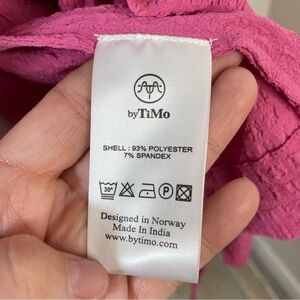 byTiMo
SHELL : 93% POLYESTER
7% SPANDEX
30°
Designed in Norway
Made In India
www.bytimo.com